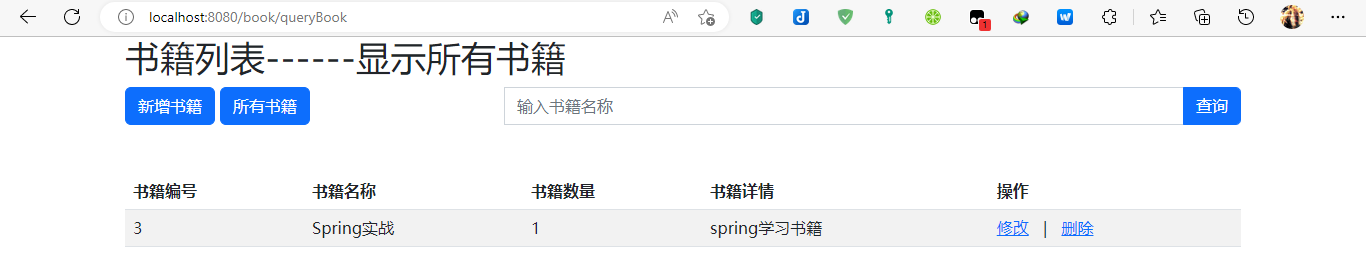 localhost:8080/book/queryBook
1
书籍列表------显示所有书籍
新增书籍 所有书籍 输入书籍名称 查询
书籍编号 书籍名称 书籍数量 书籍详情 操作
3 Spring实战 1 spring学习书籍 修改 | 删除